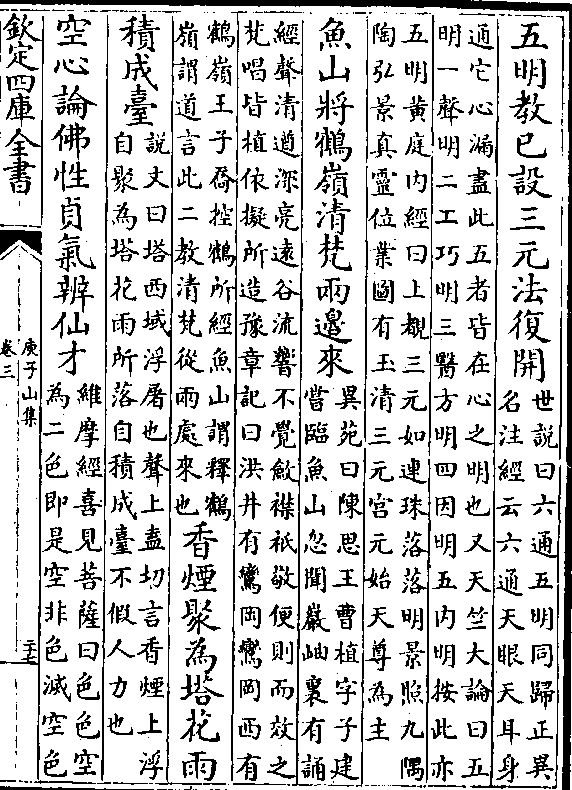 五明教已設三元法復開
世說曰六通五明同歸正異
名注經云六通天眼天耳身
通它心漏盡此五者皆在心之明也又天竺大論曰五
明一聲明二工巧明三醫方明四因明五内明按此亦
五明黄庭内經曰上覩三元如連珠落落明景照九隅
陶弘景真靈位業圖有玉清三元宫元始天尊為主
魚山將鶴嶺清梵兩邊來
異苑曰陳思王曹植字子建
嘗臨魚山忽聞巖岫裏有誦
經聲清遒深亮遠谷流響不覺斂襟祗敬便則而效之
梵唱皆植依擬所造豫章記曰洪井有鸞岡鸞岡西有
鶴嶺王子喬控鶴所經魚山謂釋鶴
嶺謂道言此二教清梵從兩處來也
香煙聚為塔花雨
積成臺
說文曰塔西域浮屠也聲上盍切言香煙上浮
自聚為塔花雨所落自積成臺不假人力也
空心論佛性貞氣辨仙才
維摩經喜見菩薩曰色色空
為二色即是空非色滅空色
欽定四庫全書
庾子山集
卷三
二十七